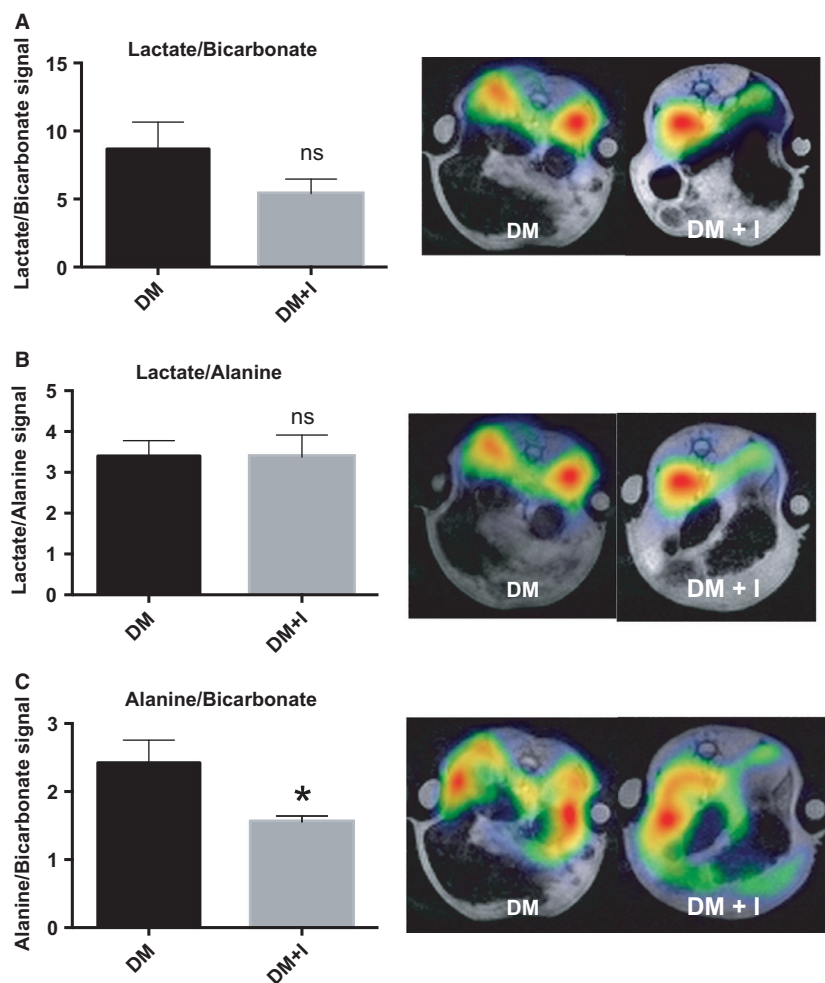 A
Lactate/Bicarbonate
Lactate/Bicarbonate signal
15
10
5
0
ns
DM
DM+I
DM
DM + I
B
Lactate/Alanine
Lactate/Alanine signal
5
4
3
2
1
0
ns
DM
DM+I
DM
DM + I
C
Alanine/Bicarbonate
Alanine/Bicarbonate signal
3
2
1
0
*
DM
DM+I
DM
DM + I